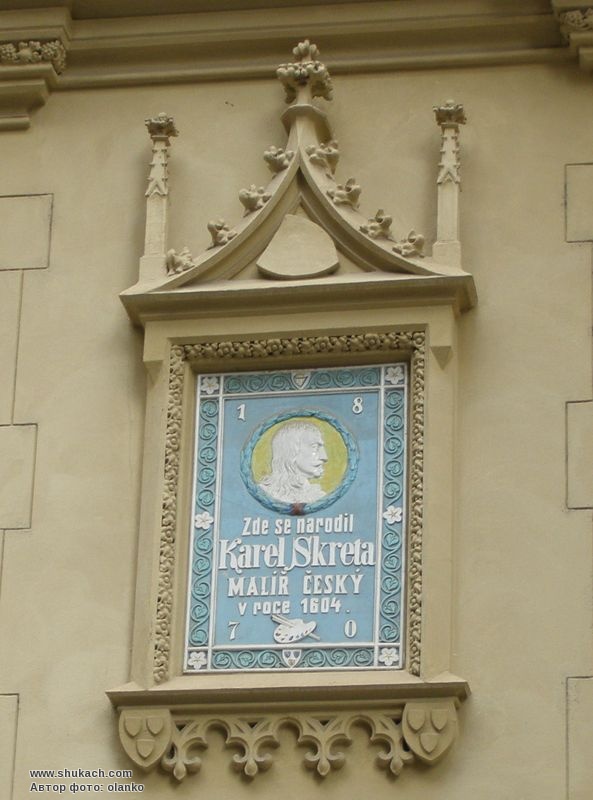 1 8
Zde se narodil
Karel Skreta
MALÍŘ ČESKÝ
v roce 1604.
7 0
www.shukach.com
Автор фото: olanko